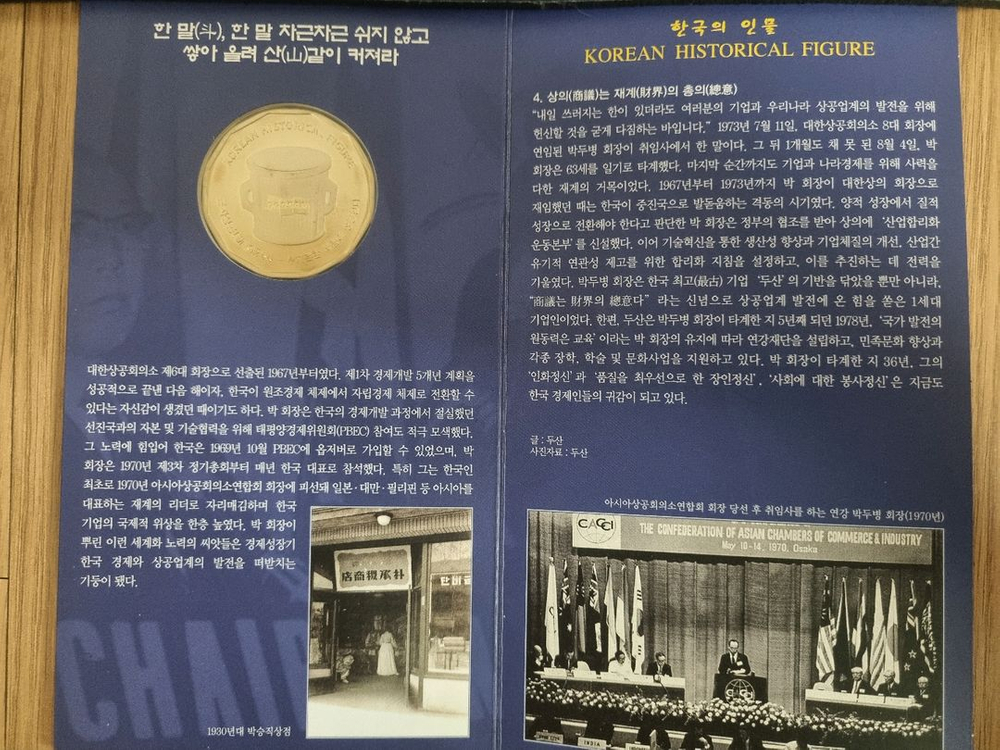 한 말(斗), 한 말 차근차근 쉬지 않고
쌓아 올려 산(山)같이 커져라
KOREAN HISTORICAL FIGURE
대한상공회의소 제6대 회장으로 선출된 1967년부터였다. 제1차 경제개발 5개년 계획을
성공적으로 끝낸 다음 해이자, 한국이 원조경제 체제에서 자립경제 체제로 전환할 수
있다는 자신감이 생겼던 때이기도 하다. 박 회장은 한국의 경제개발 과정에서 절실했던
선진국과의 자본 및 기술협력을 위해 태평양경제위원회(PBEC) 참여도 적극 모색했다.
그 노력에 힘입어 한국은 1969년 10월 PBEC에 옵저버로 가입할 수 있었으며, 박
회장은 1970년 제3차 정기총회부터 매년 한국 대표로 참석했다. 특히 그는 한국인
최초로 1970년 아시아상공회의소연합회 회장에 피선돼 일본·대만·필리핀 등 아시아를
대표하는 재계의 리더로 자리매김하며 한국
기업의 국제적 위상을 한층 높였다. 박 회장이
뿌린 이런 세계화 노력의 씨앗들은 경제성장기
한국 경제와 상공업계의 발전을 떠받치는
기둥이 됐다.
店商稷承朴
1930년대 박승직상점
CHAIR
한국의 인물
KOREAN HISTORICAL FIGURE
4. 상의(商議)는 재계(財界)의 총의(總意)
“내일 쓰러지는 한이 있더라도 여러분의 기업과 우리나라 상공업계의 발전을 위해
헌신할 것을 굳게 다짐하는 바입니다.” 1973년 7월 11일, 대한상공회의소 8대 회장에
연임된 박두병 회장이 취임사에서 한 말이다. 그 뒤 1개월도 채 못 된 8월 4일, 박
회장은 63세를 일기로 타계했다. 마지막 순간까지도 기업과 나라경제를 위해 사력을
다한 재계의 거목이었다. 1967년부터 1973년까지 박 회장이 대한상의 회장으로
재임했던 때는 한국이 중진국으로 발돋움하는 격동의 시기였다. 양적 성장에서 질적
성장으로 전환해야 한다고 판단한 박 회장은 정부의 협조를 받아 상의에 ‘산업합리화
운동본부’를 신설했다. 이어 기술혁신을 통한 생산성 향상과 기업체질의 개선, 산업간
유기적 연관성 제고를 위한 합리화 지침을 설정하고, 이를 추진하는 데 전력을
기울였다. 박두병 회장은 한국 최고(最古) 기업 ‘두산’의 기반을 닦았을 뿐만 아니라,
“商議는 財界의 總意다” 라는 신념으로 상공업계 발전에 온 힘을 쏟은 1세대
기업인이었다. 한편, 두산은 박두병 회장이 타계한 지 5년째 되던 1978년, ‘국가 발전의
원동력은 교육’이라는 박 회장의 유지에 따라 연강재단을 설립하고, 민족문화 향상과
각종 장학, 학술 및 문화사업을 지원하고 있다. 박 회장이 타계한 지 36년, 그의
‘인화정신’과 ‘품질을 최우선으로 한 장인정신’, ‘사회에 대한 봉사정신’은 지금도
한국 경제인들의 귀감이 되고 있다.
글 : 두산
사진자료 : 두산
아시아상공회의소연합회 회장 당선 후 취임사를 하는 연강 박두병 회장(1970년)
CACCI
THE CONFEDERATION OF ASIAN CHAMBERS OF COMMERCE & INDUSTRY
May 10-14, 1970, Osaka
CACCI
INDIA